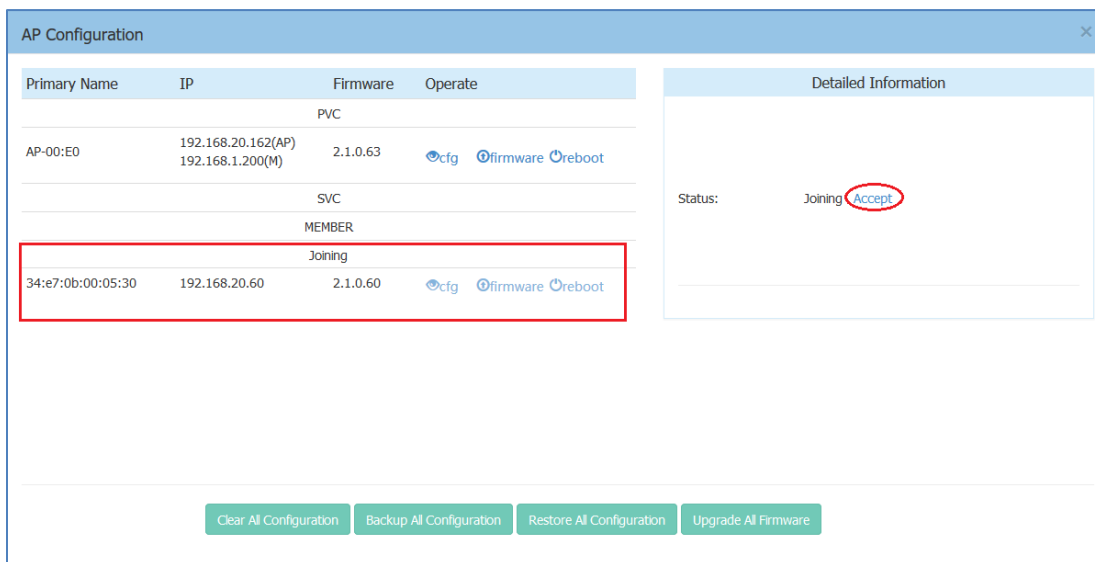 AP Configuration
Primary Name IP Firmware Operate
PVC
AP-00:E0 192.168.20.162(AP) 192.168.1.200(M) 2.1.0.63 cfg firmware reboot
SVC
MEMBER
Joining
34:e7:0b:00:05:30 192.168.20.60 2.1.0.60 cfg firmware reboot
Detailed Information
Status: Joining Accept
Clear All Configuration Backup All Configuration Restore All Configuration Upgrade All Firmware